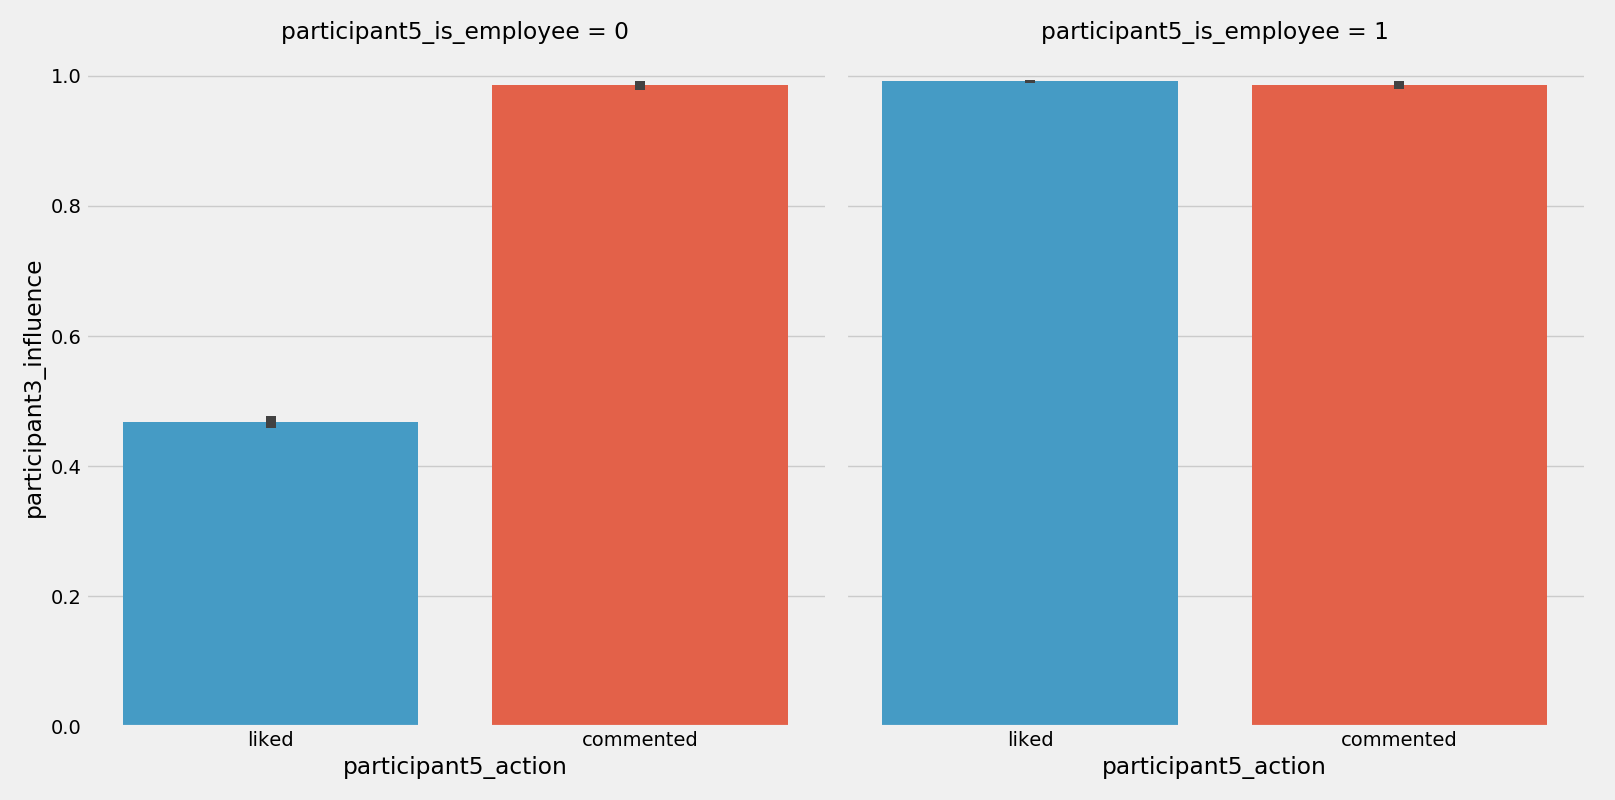 participant5_is_employee = 0
participant5_is_employee = 1
participant3_influence
1.0
0.8
0.6
0.4
0.2
0.0
liked
commented
liked
commented
participant5_action
participant5_action